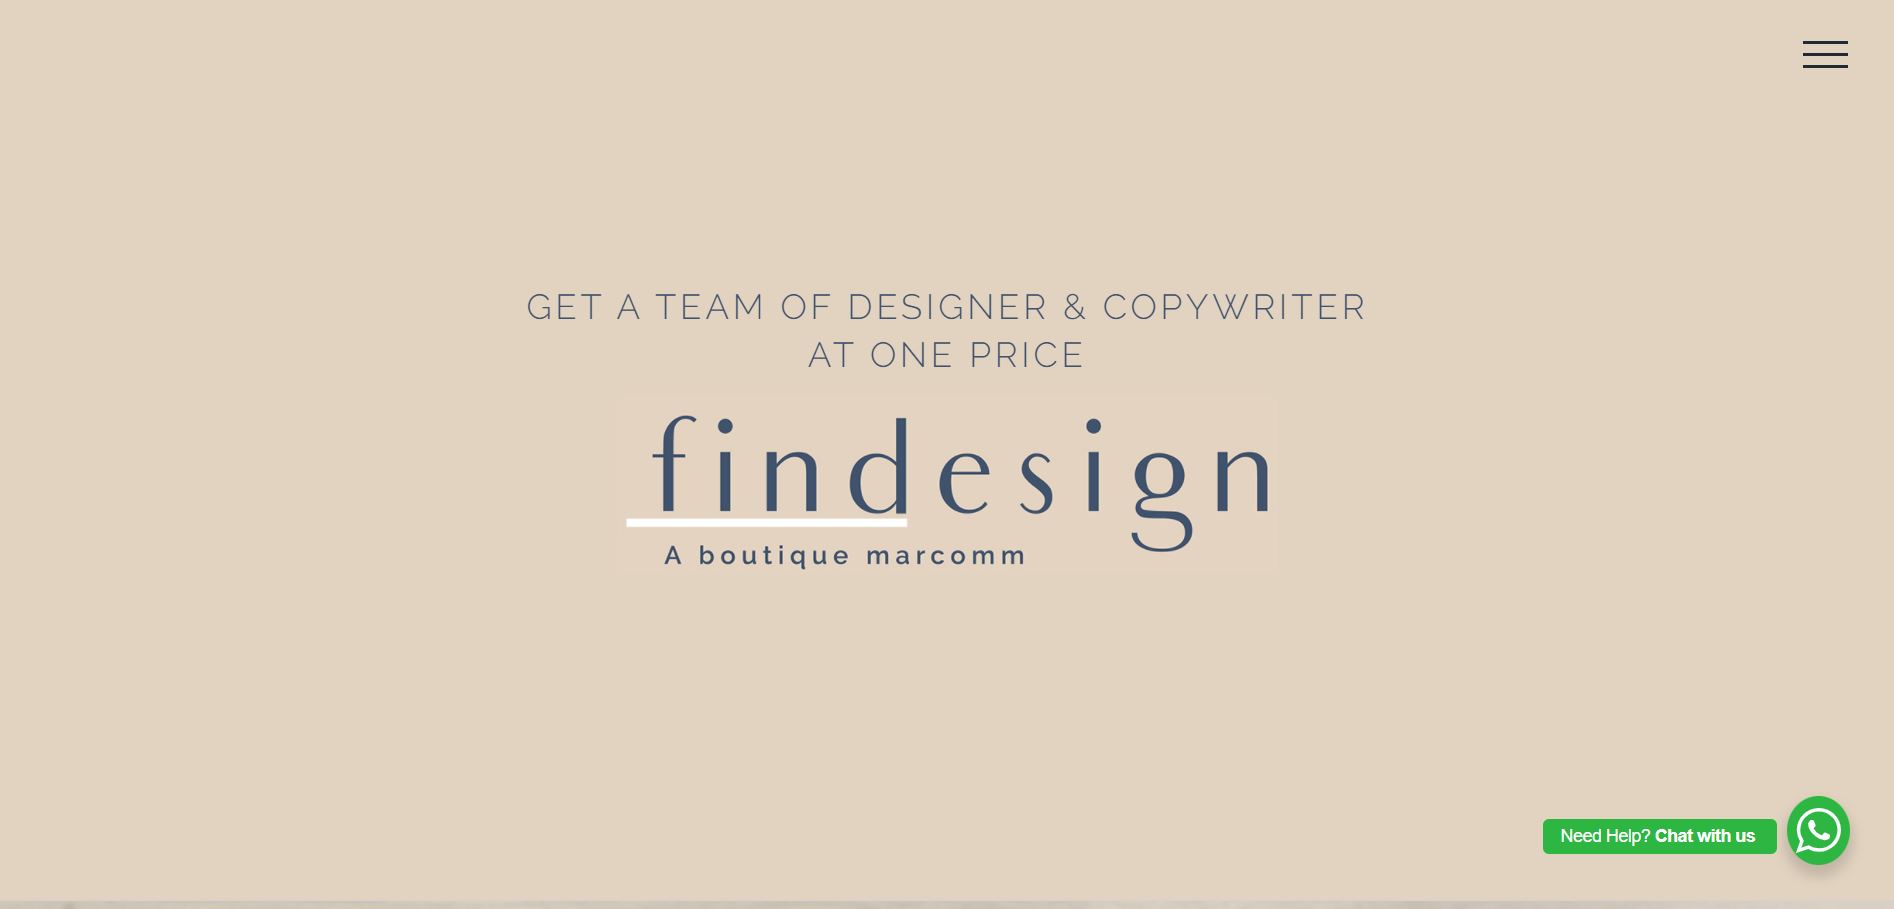 GET A TEAM OF DESIGNER & COPYWRITER
AT ONE PRICE
findesign
A boutique marcomm
Need Help? Chat with us